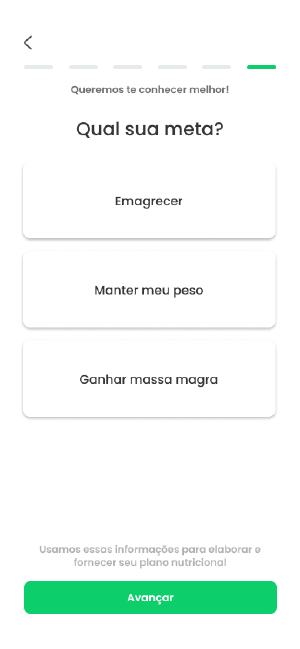 Queremos te conhecer melhor!
Qual sua meta?
Emagrecer
Manter meu peso
Ganhar massa magra
Usamos essas informações para elaborar e
fornecer seu plano nutricional
Avançar